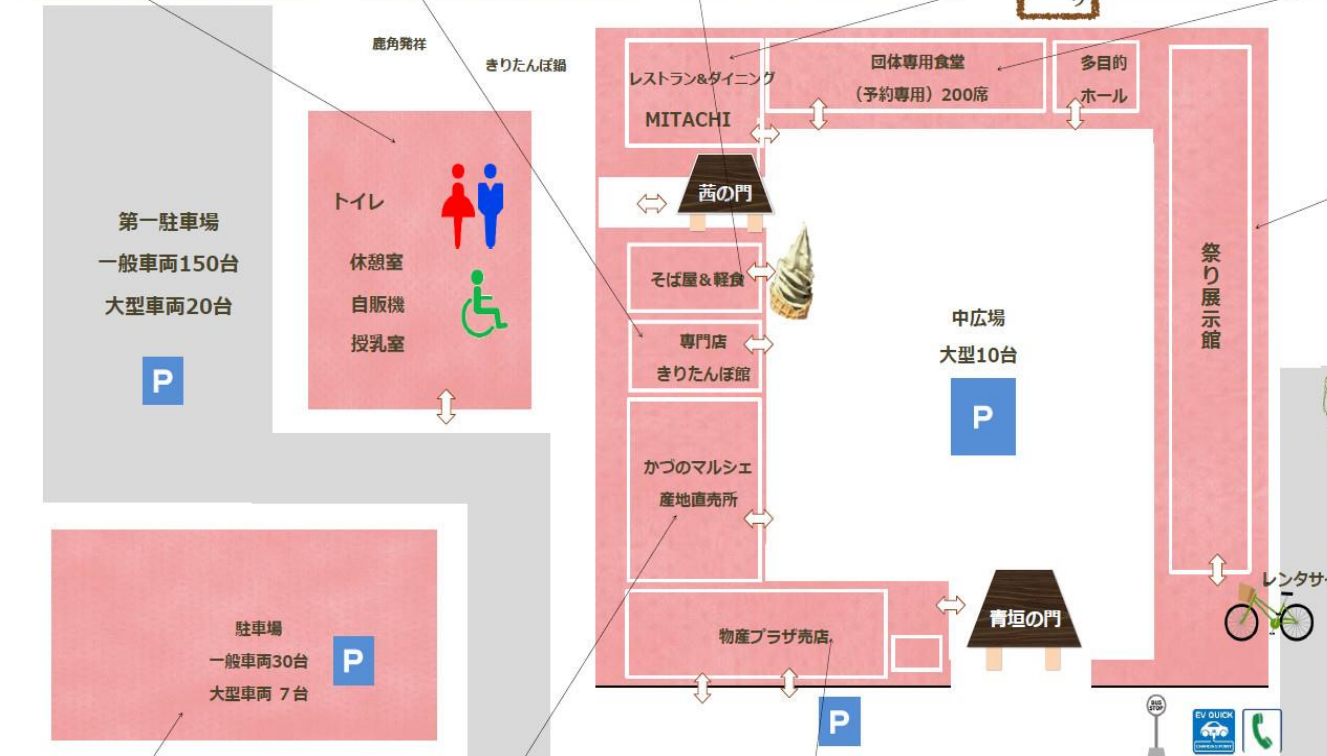 鹿角発祥
きりたんぽ鍋
レストラン&ダイニング
MITACHI
団体専用食堂
（予約専用）200席
多目的
ホール
トイレ
休憩室
自販機
授乳室
第一駐車場
一般車両150台
大型車両20台
P
茜の門
そば屋＆軽食
専門店
きりたんぽ館
中広場
大型10台
P
祭り展示館
かづのマルシェ
産地直売所
物産プラザ売店
青垣の門
レンタサ
駐車場
一般車両30台
大型車両 7台
P
P
BUS
STOP
EV QUICK